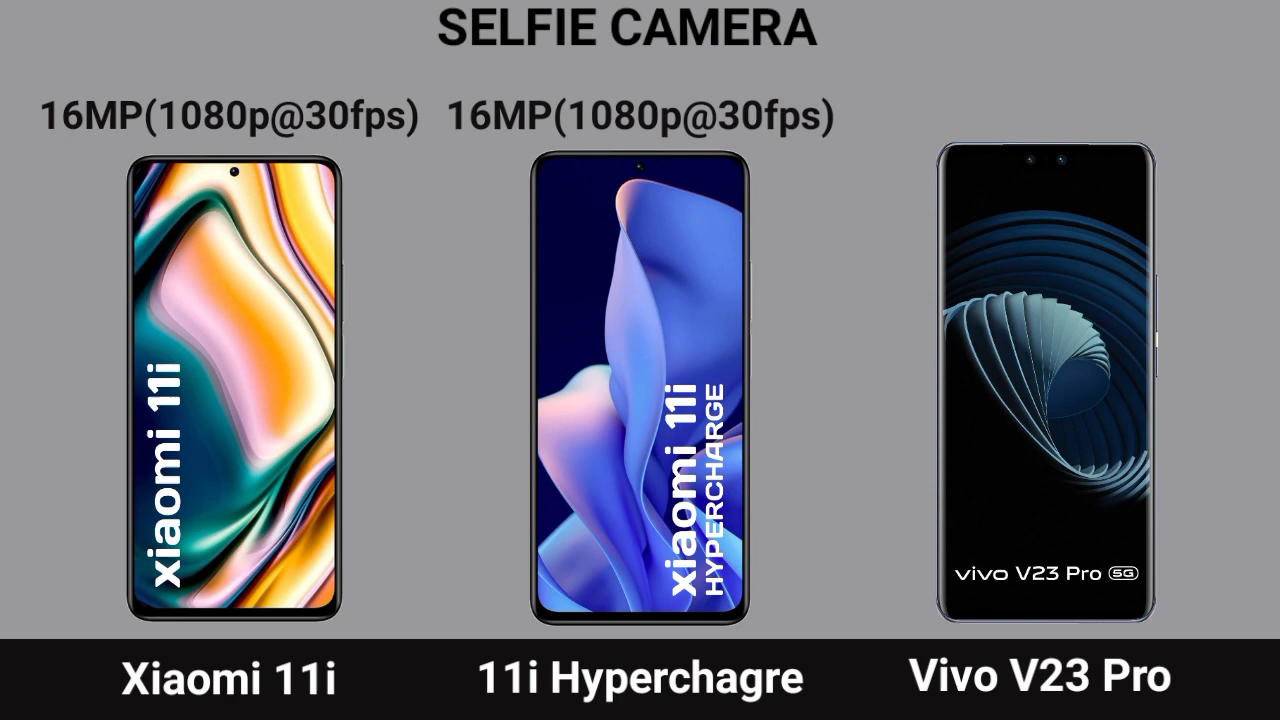 SELFIE CAMERA
16MP(1080p@30fps) 16MP(1080p@30fps)
xiaomi 11i
xiaomi 11i
HYPERCHARGE
vivo V23 Pro 5G
Xiaomi 11i
11i Hyperchagre
Vivo V23 Pro